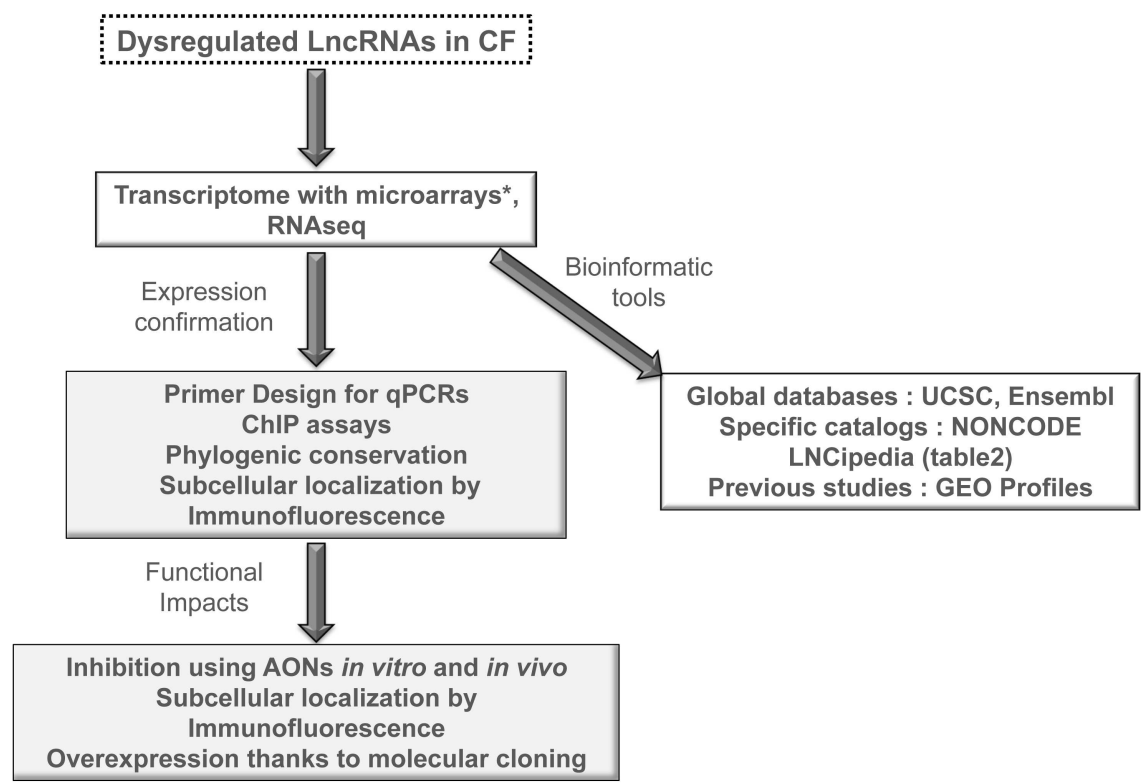 Dysregulated LncRNAs in CF
Transcriptome with microarrays*,
RNAseq
Expression
confirmation
Bioinformatic
tools
Primer Design for qPCRs
ChIP assays
Phylogenic conservation
Subcellular localization by
Immunofluorescence
Global databases : UCSC, Ensembl
Specific catalogs : NONCODE
LNCipedia (table2)
Previous studies : GEO Profiles
Functional
Impacts
Inhibition using AONs in vitro and in vivo
Subcellular localization by
Immunofluorescence
Overexpression thanks to molecular cloning